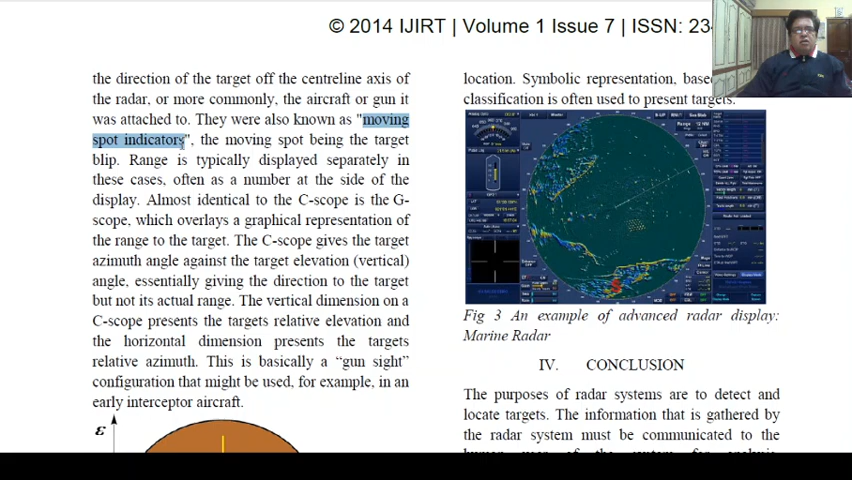 © 2014 IJIRT | Volume 1 Issue 7 | ISSN: 23
the direction of the target off the centreline axis of
the radar, or more commonly, the aircraft or gun it
was attached to. They were also known as "moving
spot indicators", the moving spot being the target
blip. Range is typically displayed separately in
these cases, often as a number at the side of the
display. Almost identical to the C-scope is the G-
scope, which overlays a graphical representation of
the range to the target. The C-scope gives the target
azimuth angle against the target elevation (vertical)
angle, essentially giving the direction to the target
but not its actual range. The vertical dimension on a
C-scope presents the targets relative elevation and
the horizontal dimension presents the targets
relative azimuth. This is basically a “gun sight”
configuration that might be used, for example, in an
early interceptor aircraft.
ε
location. Symbolic representation,
classification is often used to present targets.
Fig 3 An example of advanced radar display:
Marine Radar
IV. CONCLUSION
The purposes of radar systems are to detect and
locate targets. The information that is gathered by
the radar system must be communicated to the